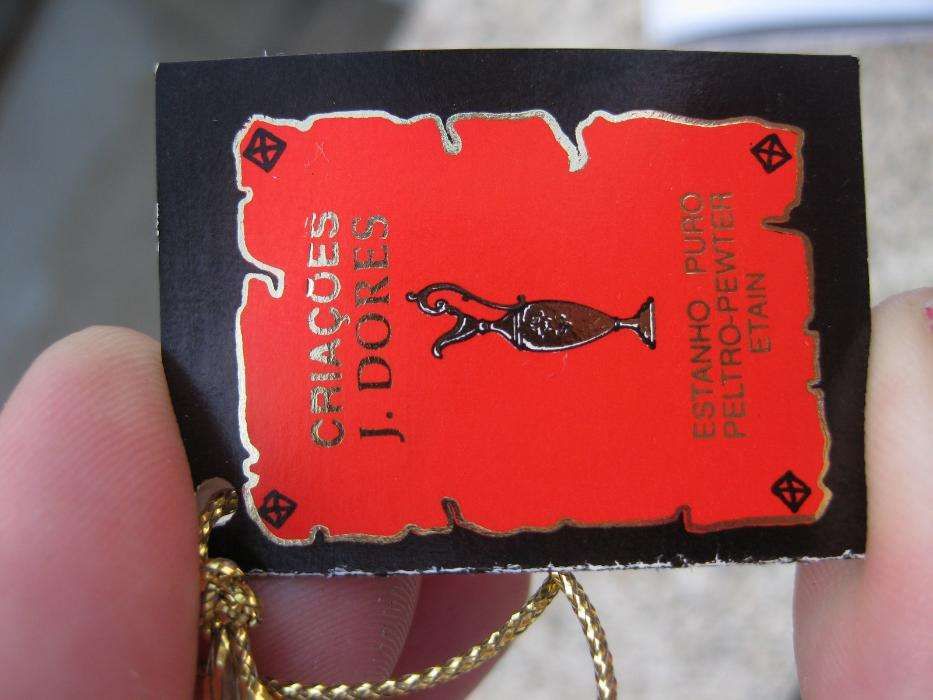 CRIAÇÕES
J. DORES
ESTANHO PURO
PELTRO-PEWTER
ETAIN